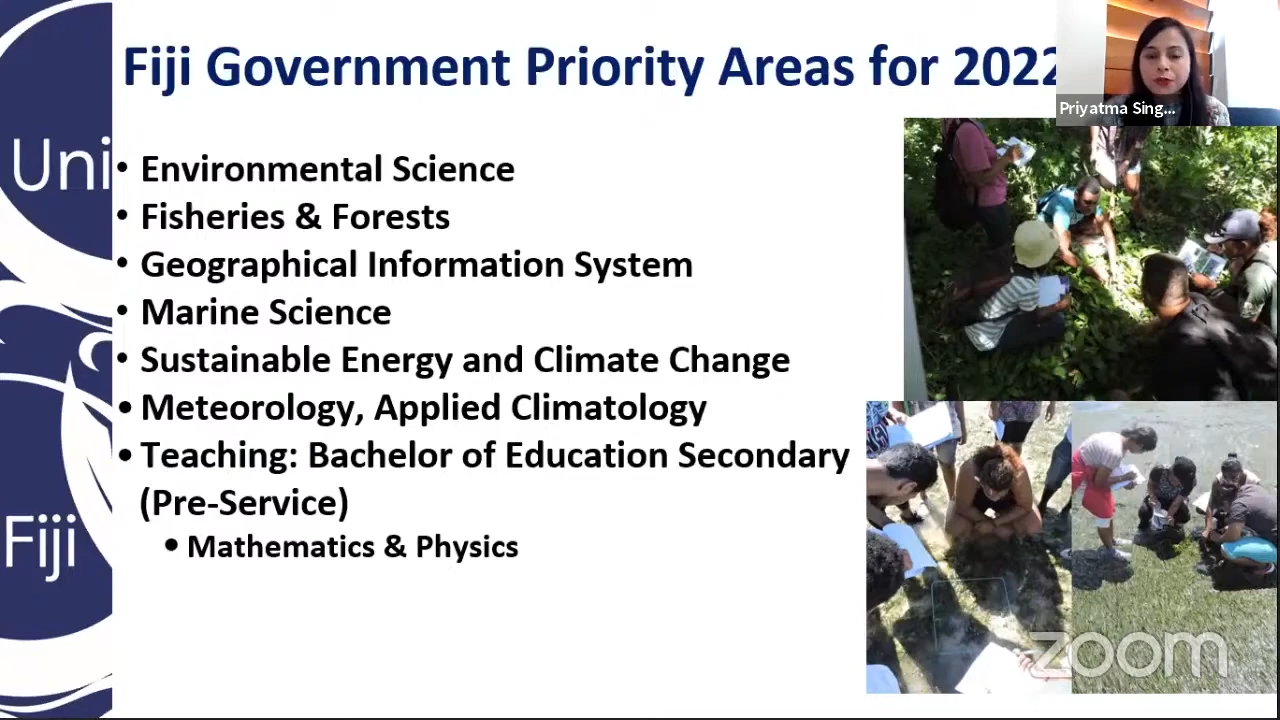 Fiji Government Priority Areas for 2022
Priyatma Sing...
Uni
• Environmental Science
• Fisheries & Forests
• Geographical Information System
• Marine Science
• Sustainable Energy and Climate Change
• Meteorology, Applied Climatology
• Teaching: Bachelor of Education Secondary
(Pre-Service)
• Mathematics & Physics
Fiji
zoom